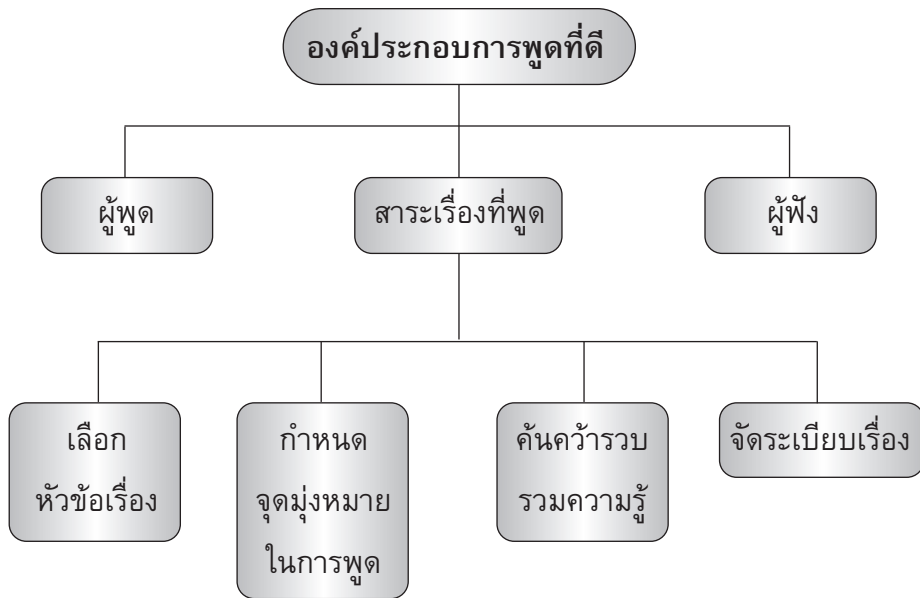 องค์ประกอบการพูดที่ดี
ผู้พูด
สาระเรื่องที่พูด
ผู้ฟัง
เลือก
หัวข้อเรื่อง
กำหนด
จุดมุ่งหมาย
ในการพูด
ค้นคว้ารวบ
รวมความรู้
จัดระเบียบเรื่อง